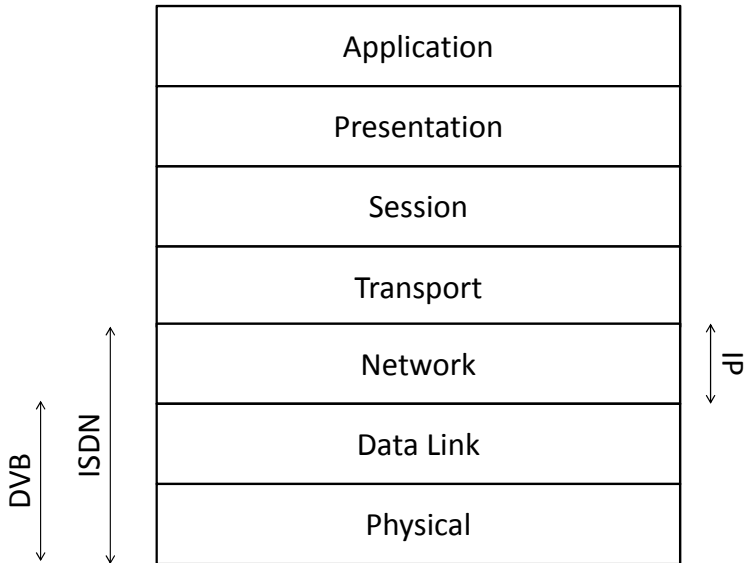 Application
Presentation
Session
Transport
Network
Data Link
Physical
DVB
ISDN
IP